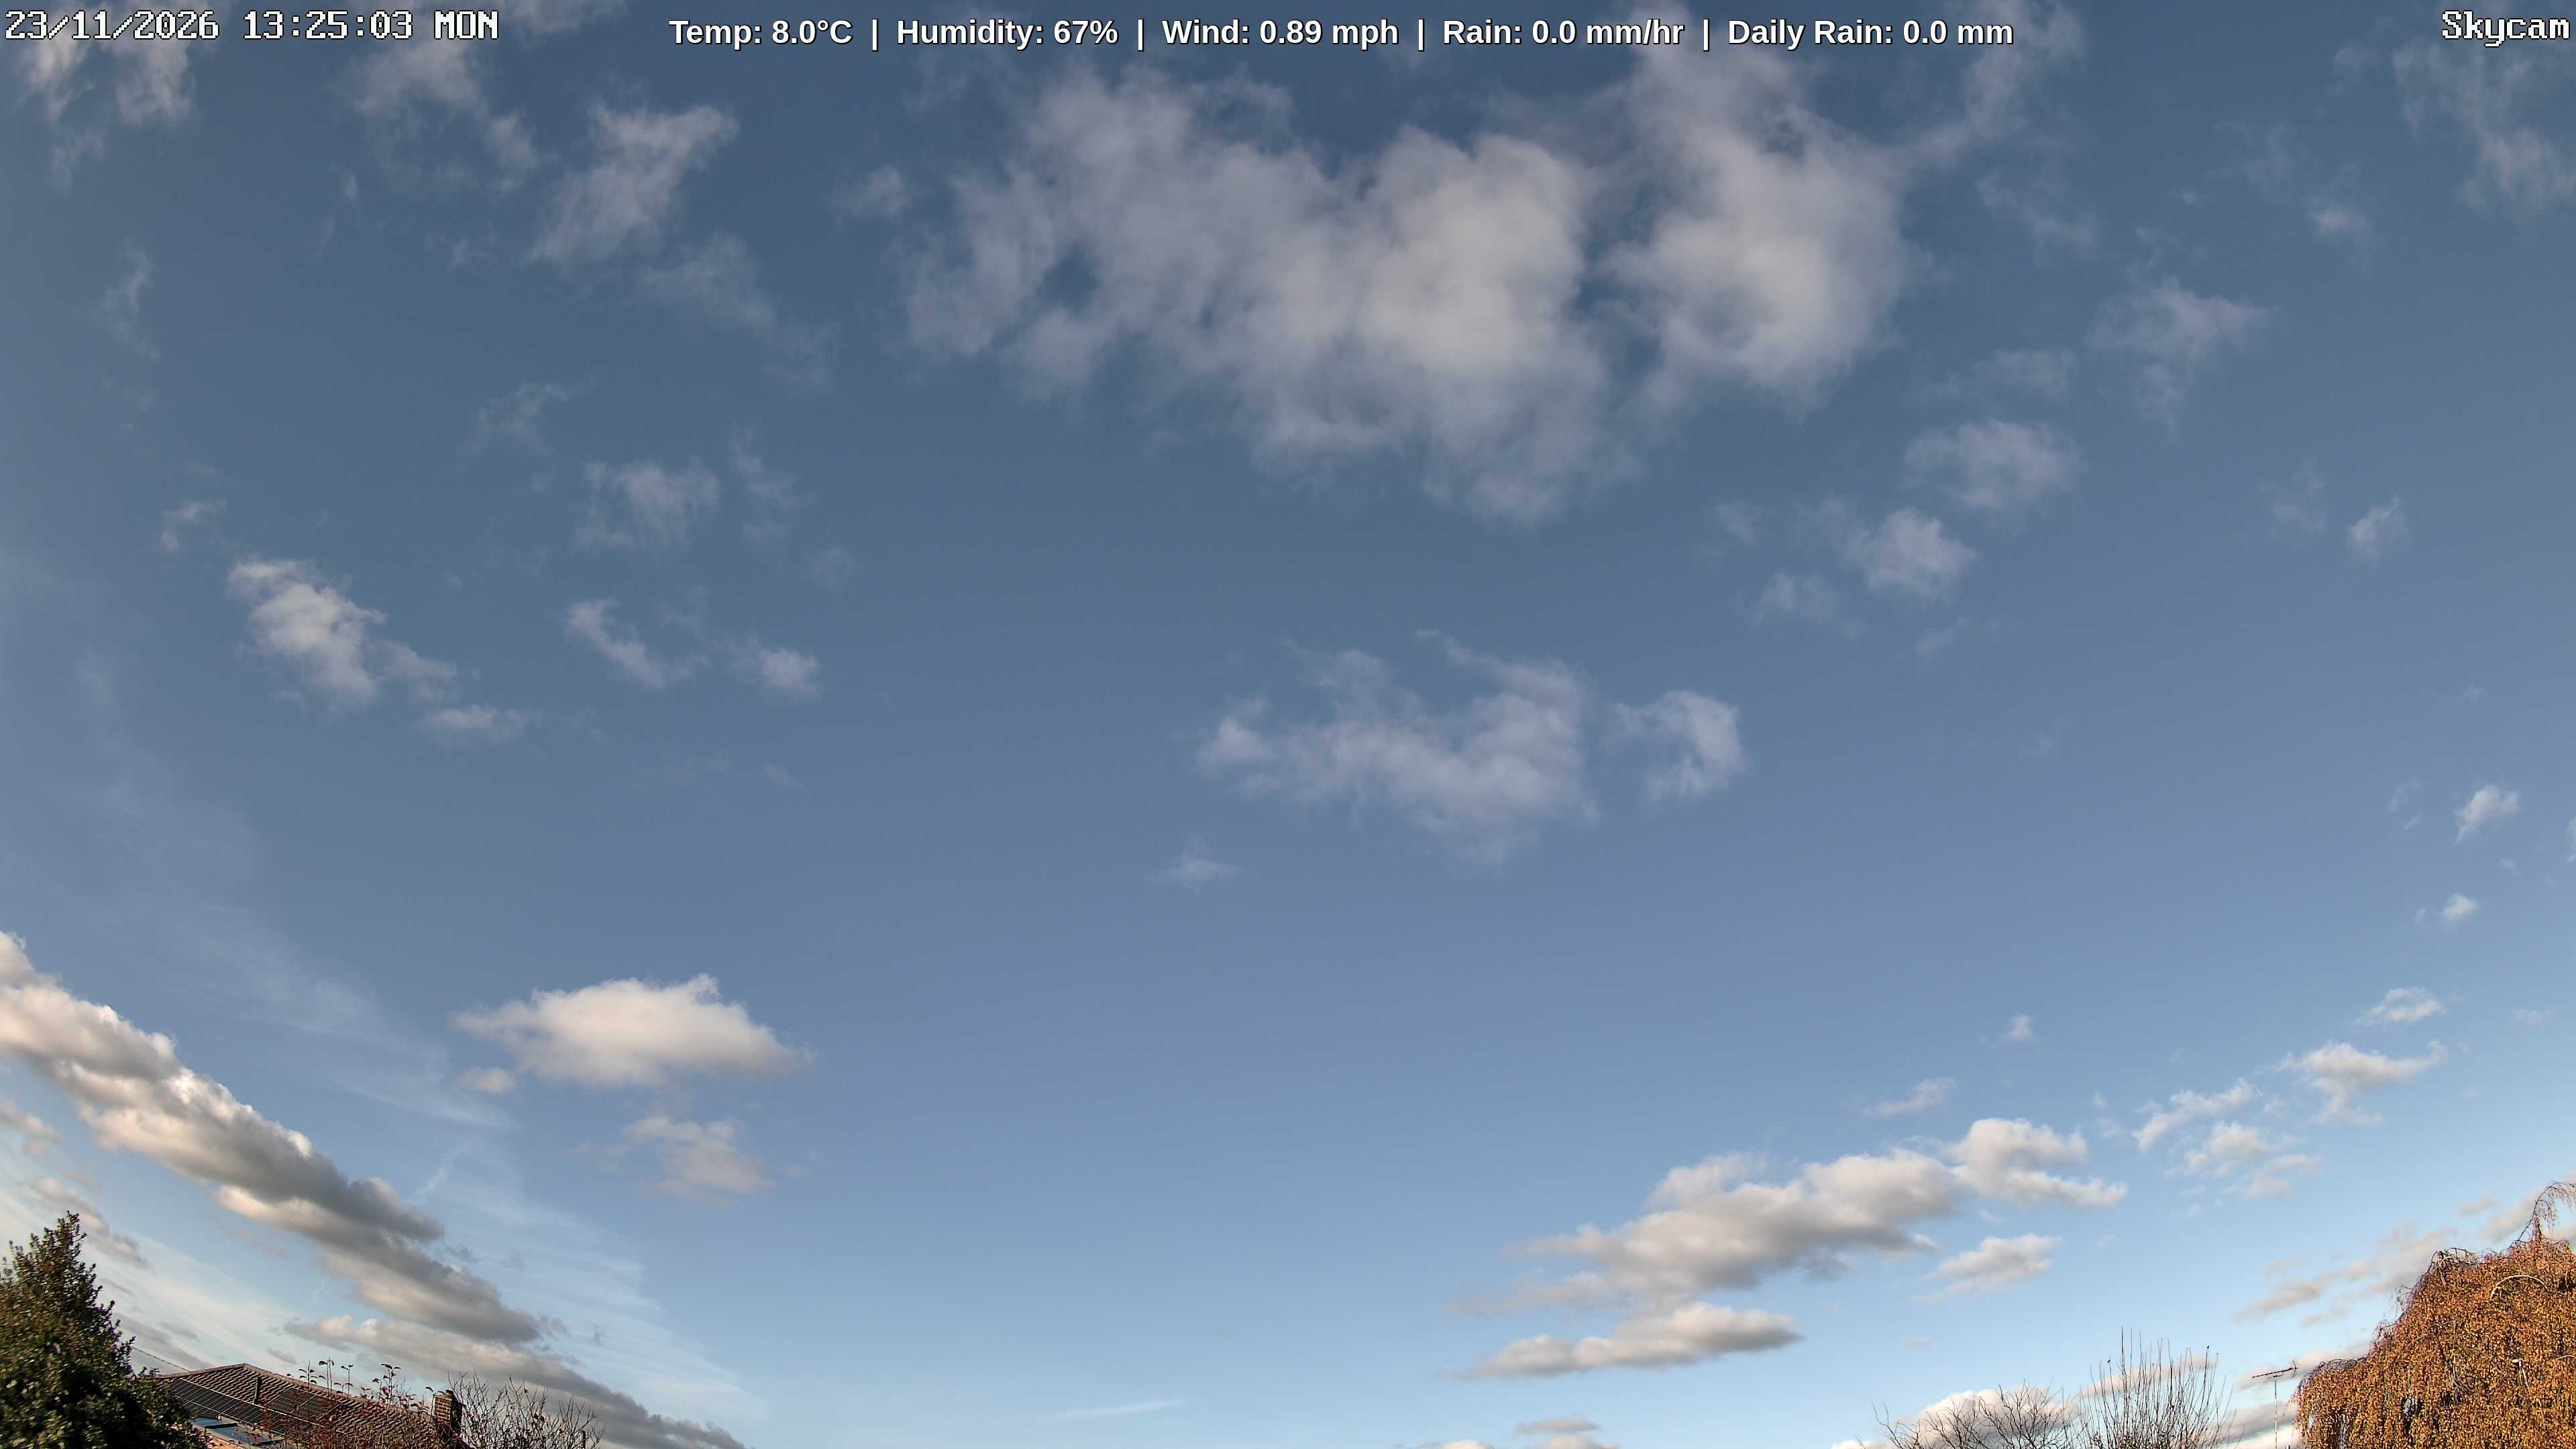 23/11/2026 13:25:03 MON
Temp: 8.0°C | Humidity: 67% | Wind: 0.89 mph | Rain: 0.0 mm/hr | Daily Rain: 0.0 mm
Skycam